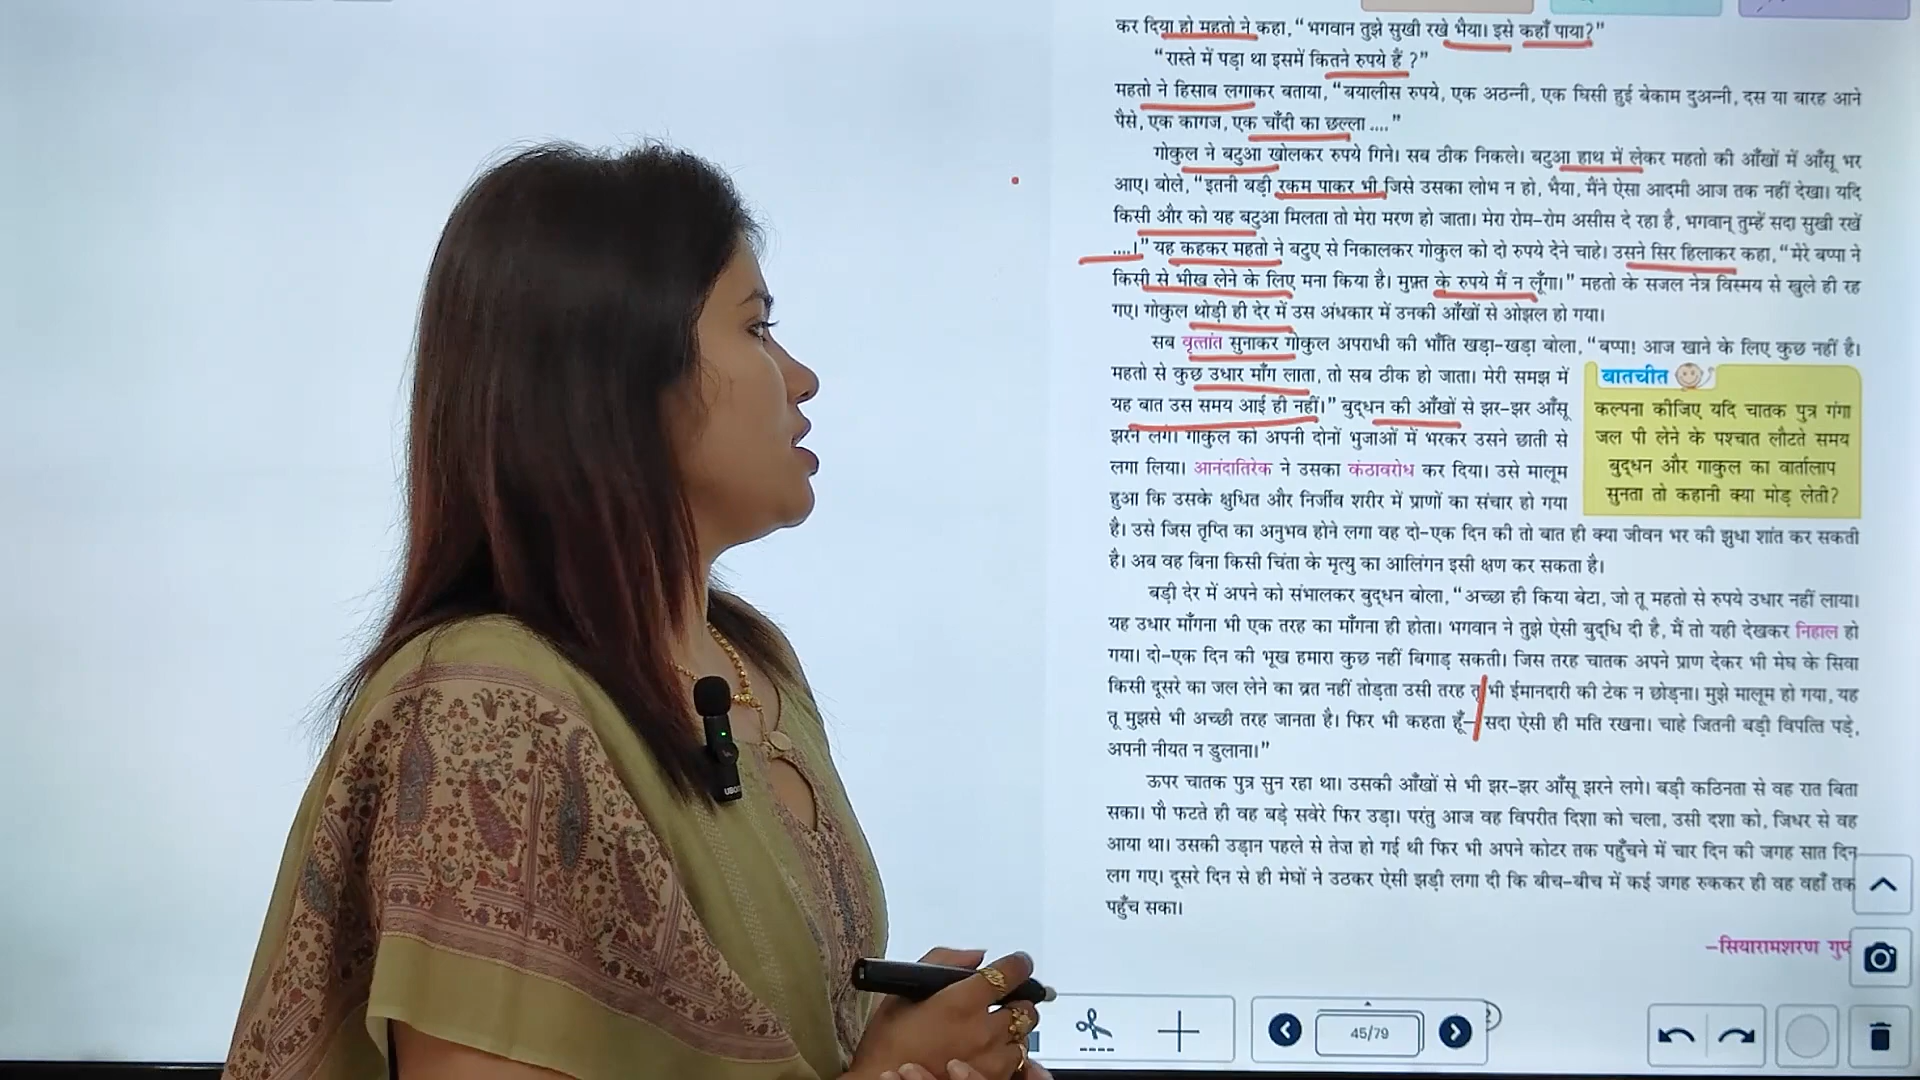 कर दिया हो महतो ने कहा, “भगवान तुझे सुखी रखे भैया। इसे कहाँ पाया?”
“रास्ते में पड़ा था इसमें कितने रुपये हैं ?”
महतो ने हिसाब लगाकर बताया, “बयालीस रुपये, एक अठन्नी, एक घिसी हुई बेकाम दुअन्नी, दस या बारह आने
पैसे, एक कागज, एक चाँदी का छल्ला ....”
गोकुल ने बटुआ खोलकर रुपये गिने। सब ठीक निकले। बटुआ हाथ में लेकर महतो की आँखों में आँसू भर
आए। बोले, “इतनी बड़ी रकम पाकर भी जिसे उसका लोभ न हो, भैया, मैंने ऐसा आदमी आज तक नहीं देखा। यदि
किसी और को यह बटुआ मिलता तो मेरा मरण हो जाता। मेरा रोम-रोम असीस दे रहा है, भगवान् तुम्हें सदा सुखी रखें
....।” यह कहकर महतो ने बटुए से निकालकर गोकुल को दो रुपये देने चाहे। उसने सिर हिलाकर कहा, “मेरे बप्पा ने
किसी से भीख लेने के लिए मना किया है। मुफ़्त के रुपये मैं न लूँगा।” महतो के सजल नेत्र विस्मय से खुले ही रह
गए। गोकुल थोड़ी ही देर में उस अंधकार में उनकी आँखों से ओझल हो गया।
सब वृत्तांत सुनाकर गोकुल अपराधी की भाँति खड़ा-खड़ा बोला, “बप्पा! आज खाने के लिए कुछ नहीं है।
महतो से कुछ उधार माँग लाता, तो सब ठीक हो जाता। मेरी समझ में
यह बात उस समय आई ही नहीं।” बुद्धन की आँखों से झर-झर आँसू
झरने लगे। गोकुल को अपनी दोनों भुजाओं में भरकर उसने छाती से
लगा लिया। आनंदातिरेक ने उसका कंठावरोध कर दिया। उसे मालूम
हुआ कि उसके क्षुधित और निर्जीव शरीर में प्राणों का संचार हो गया
है। उसे जिस तृप्ति का अनुभव होने लगा वह दो-एक दिन की तो बात ही क्या जीवन भर की झुधा शांत कर सकती
है। अब वह बिना किसी चिंता के मृत्यु का आलिंगन इसी क्षण कर सकता है।
बातचीत
कल्पना कीजिए यदि चातक पुत्र गंगा
जल पी लेने के पश्चात लौटते समय
बुद्धन और गाकुल का वार्तालाप
सुनता तो कहानी क्या मोड़ लेती?
बड़ी देर में अपने को संभालकर बुद्धन बोला, “अच्छा ही किया बेटा, जो तू महतो से रुपये उधार नहीं लाया।
यह उधार माँगना भी एक तरह का माँगना ही होता। भगवान ने तुझे ऐसी बुद्धि दी है, मैं तो यही देखकर निहाल हो
गया। दो-एक दिन की भूख हमारा कुछ नहीं बिगाड़ सकती। जिस तरह चातक अपने प्राण देकर भी मेघ के सिवा
किसी दूसरे का जल लेने का व्रत नहीं तोड़ता उसी तरह तू भी ईमानदारी की टेक न छोड़ना। मुझे मालूम हो गया, यह
तू मुझसे भी अच्छी तरह जानता है। फिर भी कहता हूँ— सदा ऐसी ही मति रखना। चाहे जितनी बड़ी विपत्ति पड़े,
अपनी नीयत न डुलाना।”
ऊपर चातक पुत्र सुन रहा था। उसकी आँखों से भी झर-झर आँसू झरने लगे। बड़ी कठिनता से वह रात बिता
सका। पौ फटते ही वह बड़े सवेरे फिर उड़ा। परंतु आज वह विपरीत दिशा को चला, उसी दशा को, जिधर से वह
आया था। उसकी उड़ान पहले से तेज हो गई थी फिर भी अपने कोटर तक पहुँचने में चार दिन की जगह सात दिन
लग गए। दूसरे दिन से ही मेघों ने उठकर ऐसी झड़ी लगा दी कि बीच-बीच में कई जगह रुककर ही वह वहाँ तक
पहुँच सका।
–सियारामशरण गुप्
45/79